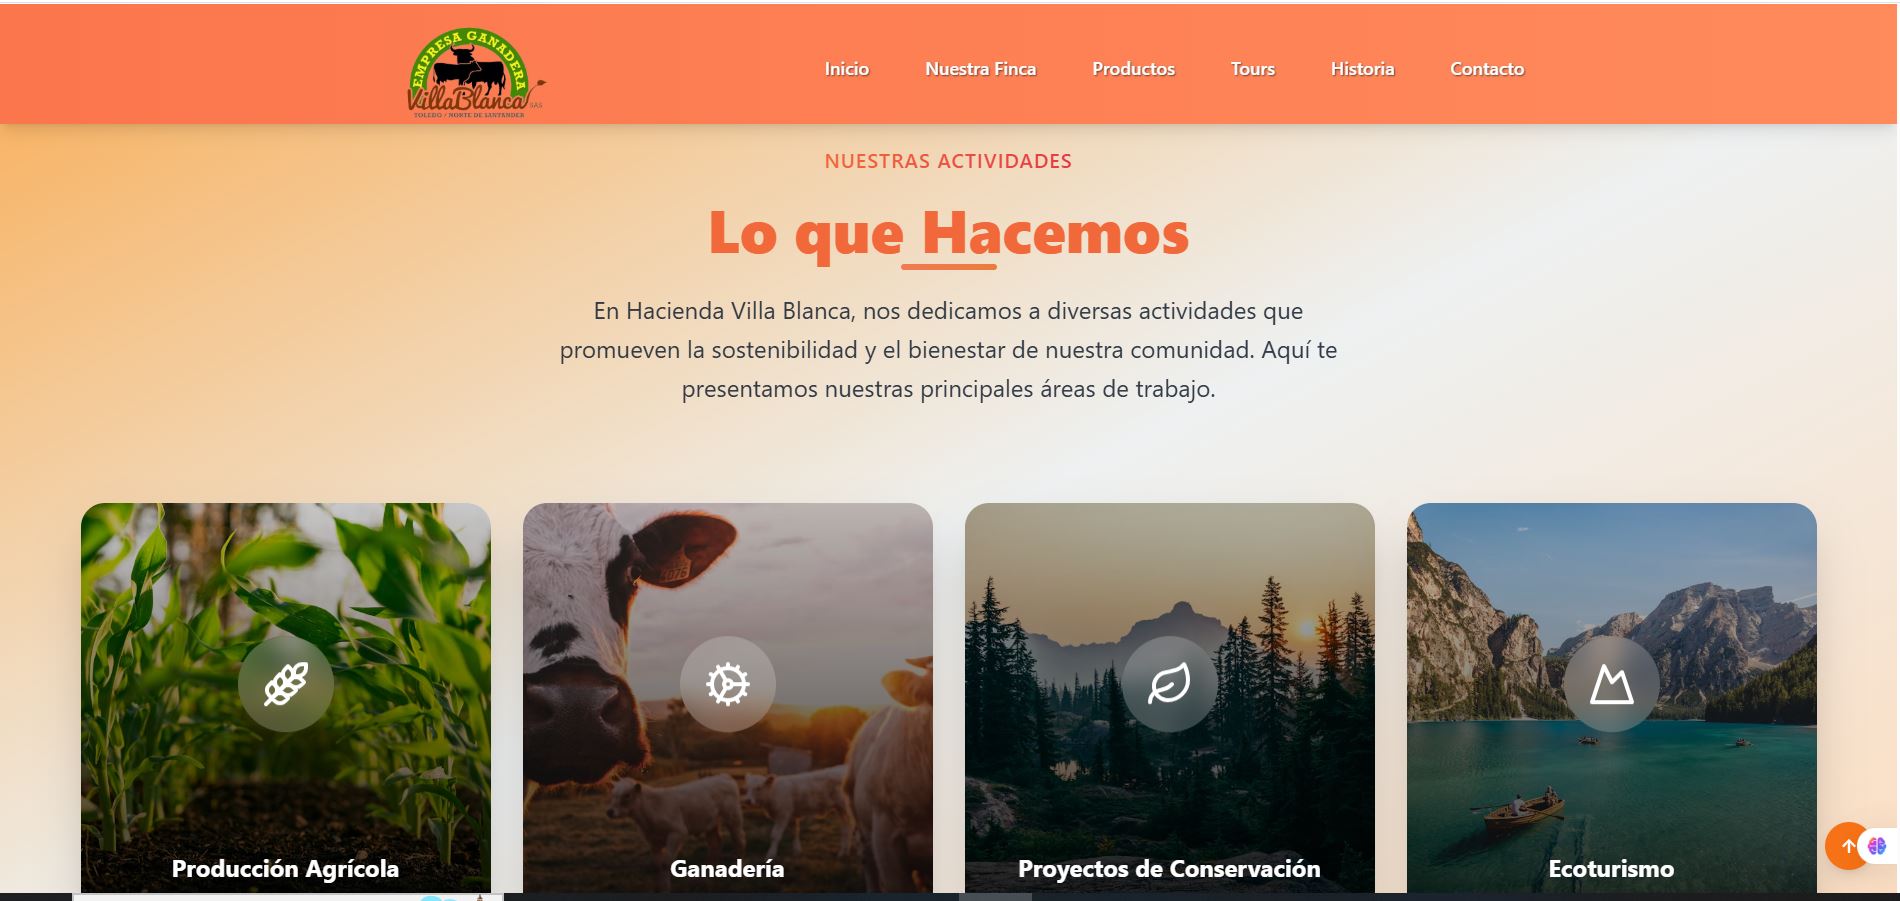 EMPRESA GANADERA
VillaBlanca SAS
TOLEDO / NORTE DE SANTANDER
Inicio
Nuestra Finca
Productos
Tours
Historia
Contacto
NUESTRAS ACTIVIDADES
Lo que Hacemos
En Hacienda Villa Blanca, nos dedicamos a diversas actividades que
promueven la sostenibilidad y el bienestar de nuestra comunidad. Aquí te
presentamos nuestras principales áreas de trabajo.
Producción Agrícola
Ganadería
Proyectos de Conservación
Ecoturismo